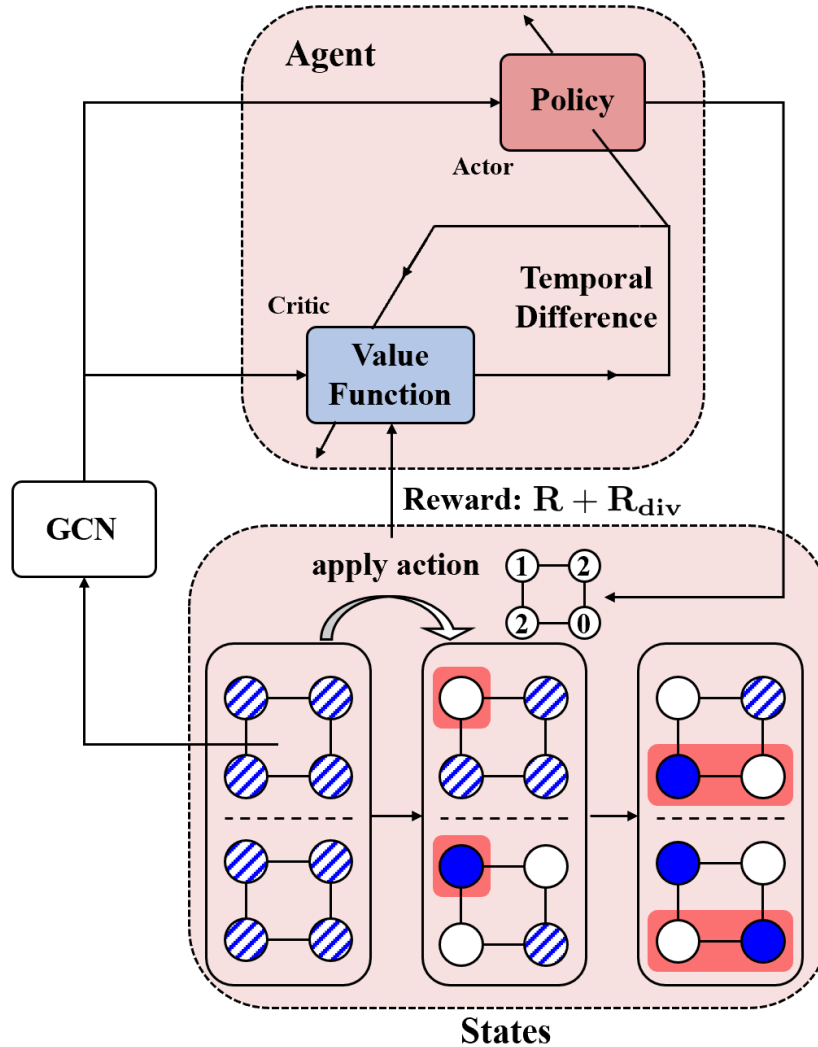 Agent
Policy
Actor
Temporal
Difference
Critic
Value
Function
GCN
Reward: R + R_div
apply action
1 2
2 0
States